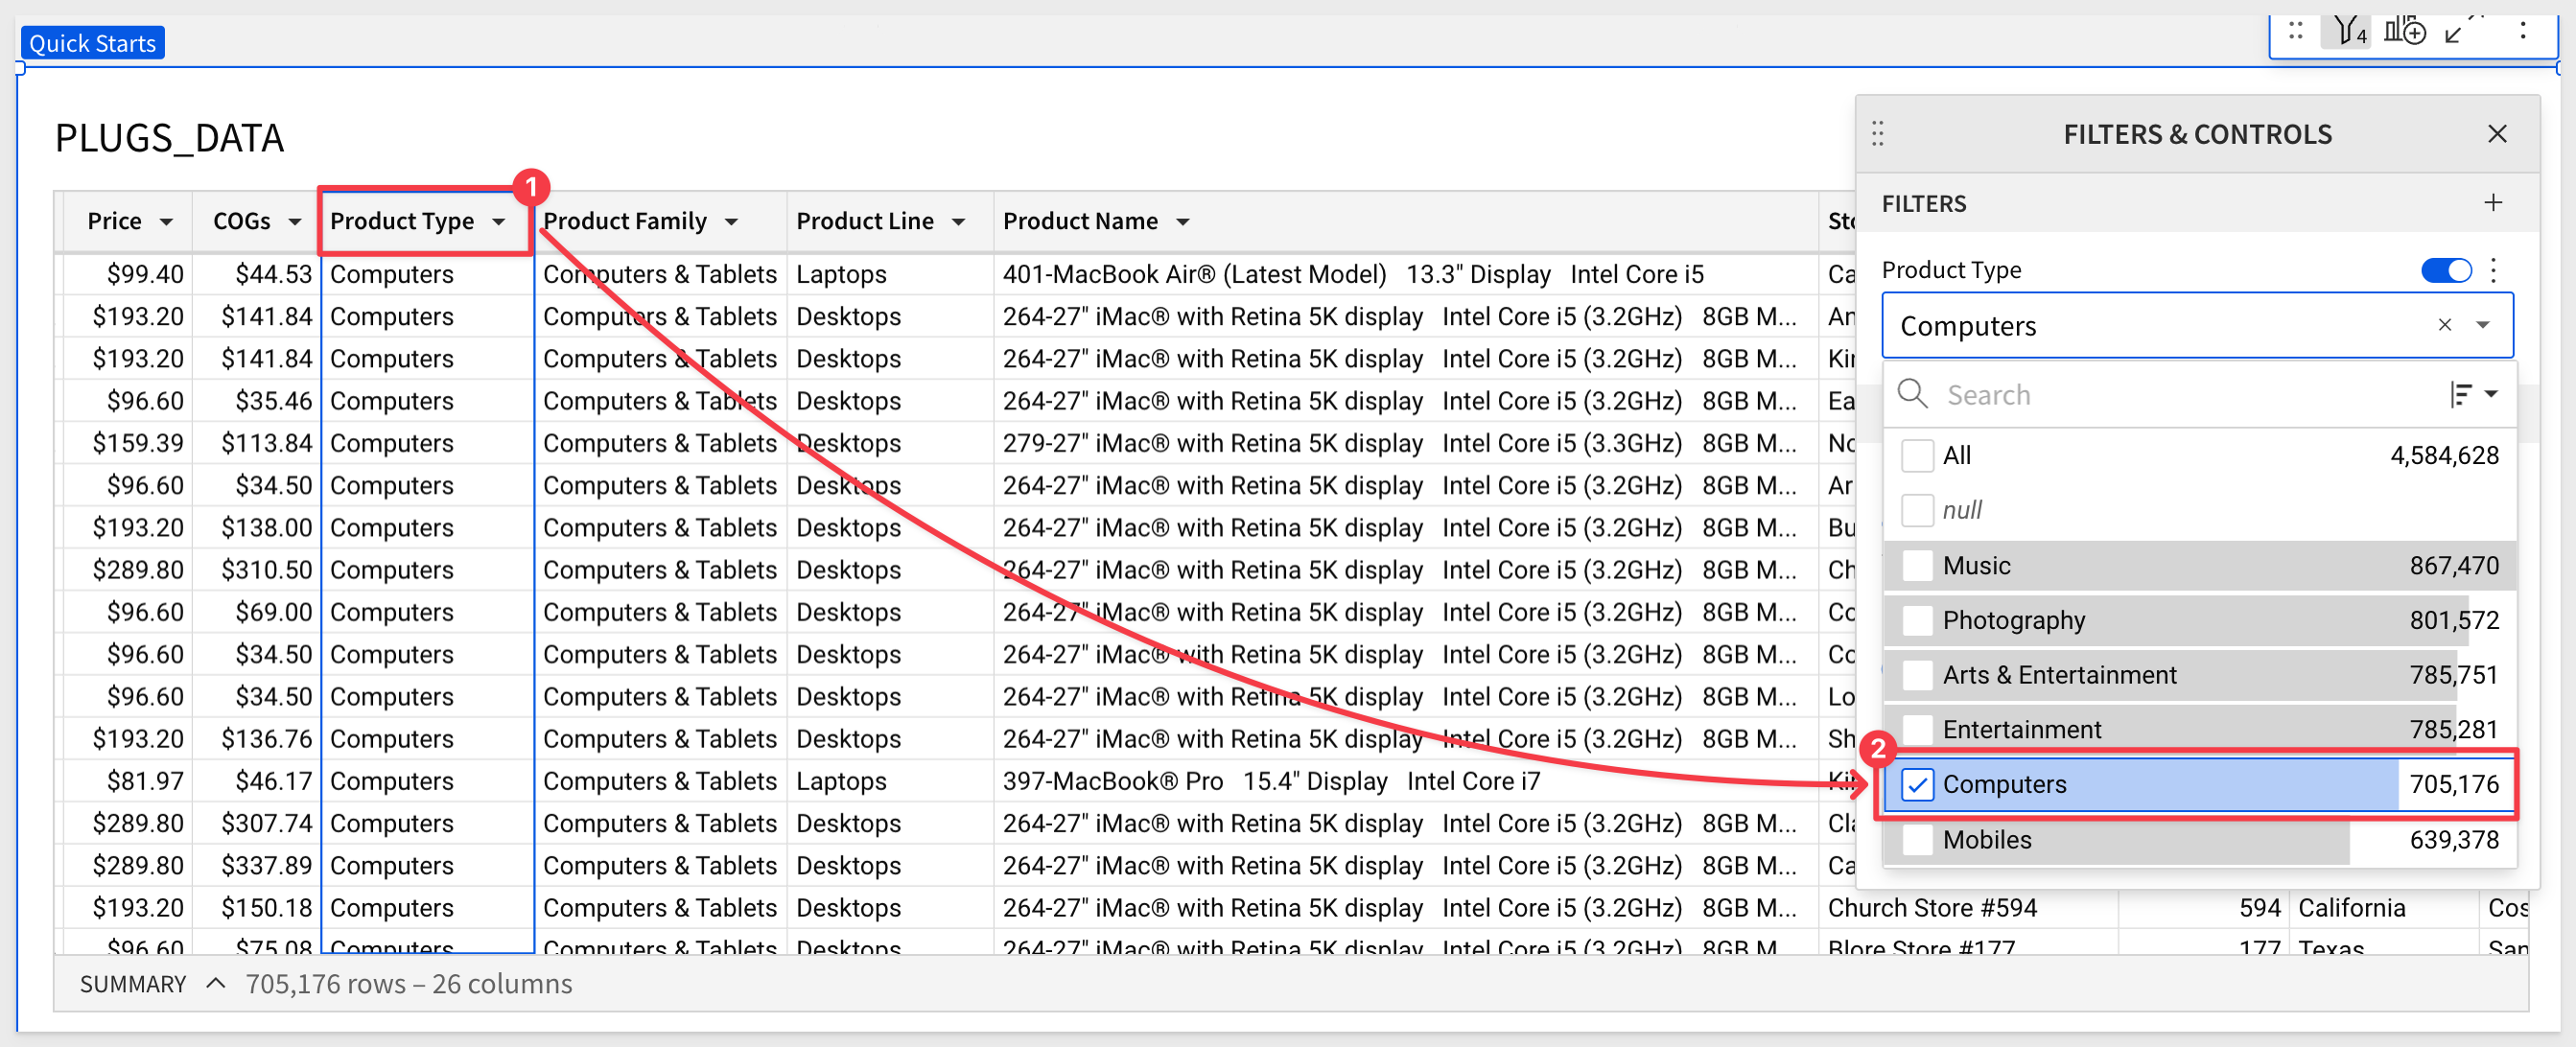 Quick Starts
4
PLUGS_DATA
1
Price COGs Product Type Product Family Product Line Product Name
$99.40 $44.53 Computers Computers & Tablets Laptops 401-MacBook Air® (Latest Model) 13.3" Display Intel Core i5 Ca
$193.20 $141.84 Computers Computers & Tablets Desktops 264-27" iMac® with Retina 5K display Intel Core i5 (3.2GHz) 8GB M... An
$193.20 $141.84 Computers Computers & Tablets Desktops 264-27" iMac® with Retina 5K display Intel Core i5 (3.2GHz) 8GB M...
$96.60 $35.46 Computers Computers & Tablets Desktops 264-27" iMac® with Retina 5K display Intel Core i5 (3.2GHz) 8GB M... Ea
$159.39 $113.84 Computers Computers & Tablets Desktops 279-27" iMac® with Retina 5K display Intel Core i5 (3.3GHz) 8GB M...
$96.60 $34.50 Computers Computers & Tablets Desktops 264-27" iMac® with Retina 5K display Intel Core i5 (3.2GHz) 8GB M... Ar
$193.20 $138.00 Computers Computers & Tablets Desktops 264-27" iMac® with Retina 5K display Intel Core i5 (3.2GHz) 8GB M... Bu
$289.80 $310.50 Computers Computers & Tablets Desktops 264-27" iMac® with Retina 5K display Intel Core i5 (3.2GHz) 8GB M... Ch
$96.60 $69.00 Computers Computers & Tablets Desktops 264-27" iMac® with Retina 5K display Intel Core i5 (3.2GHz) 8GB M... Co
$96.60 $34.50 Computers Computers & Tablets Desktops 264-27" iMac® with Retina 5K display Intel Core i5 (3.2GHz) 8GB M... Co
$96.60 $34.50 Computers Computers & Tablets Desktops 264-27" iMac® with Retina 5K display Intel Core i5 (3.2GHz) 8GB M... Lo
$193.20 $136.76 Computers Computers & Tablets Desktops 264-27" iMac® with Retina 5K display Intel Core i5 (3.2GHz) 8GB M... Sh
$81.97 $46.17 Computers Computers & Tablets Laptops 397-MacBook® Pro 15.4" Display Intel Core i7
$289.80 $307.74 Computers Computers & Tablets Desktops 264-27" iMac® with Retina 5K display Intel Core i5 (3.2GHz) 8GB M...
$289.80 $337.89 Computers Computers & Tablets Desktops 264-27" iMac® with Retina 5K display Intel Core i5 (3.2GHz) 8GB M... Ca
$193.20 $150.18 Computers Computers & Tablets Desktops 264-27" iMac® with Retina 5K display Intel Core i5 (3.2GHz) 8GB M... Church Store #594 594 California Cos
$96.60 $75.08 Computers Computers & Tablets Desktops 264-27" iMac® with Retina 5K display Intel Core i5 (3.2GHz) 8GB M Blore Store #177 177 Texas San
SUMMARY 705,176 rows – 26 columns
FILTERS & CONTROLS
FILTERS
Product Type
Computers
Search
All 4,584,628
null
Music 867,470
Photography 801,572
Arts & Entertainment 785,751
Entertainment 785,281
2
Computers 705,176
Mobiles 639,378